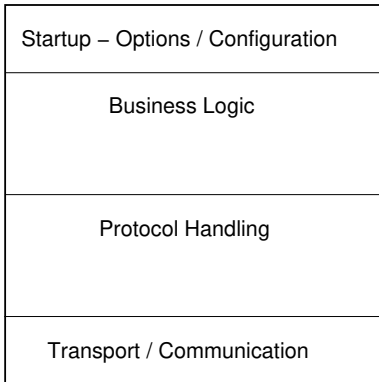 Startup – Options / Configuration
Business Logic
Protocol Handling
Transport / Communication